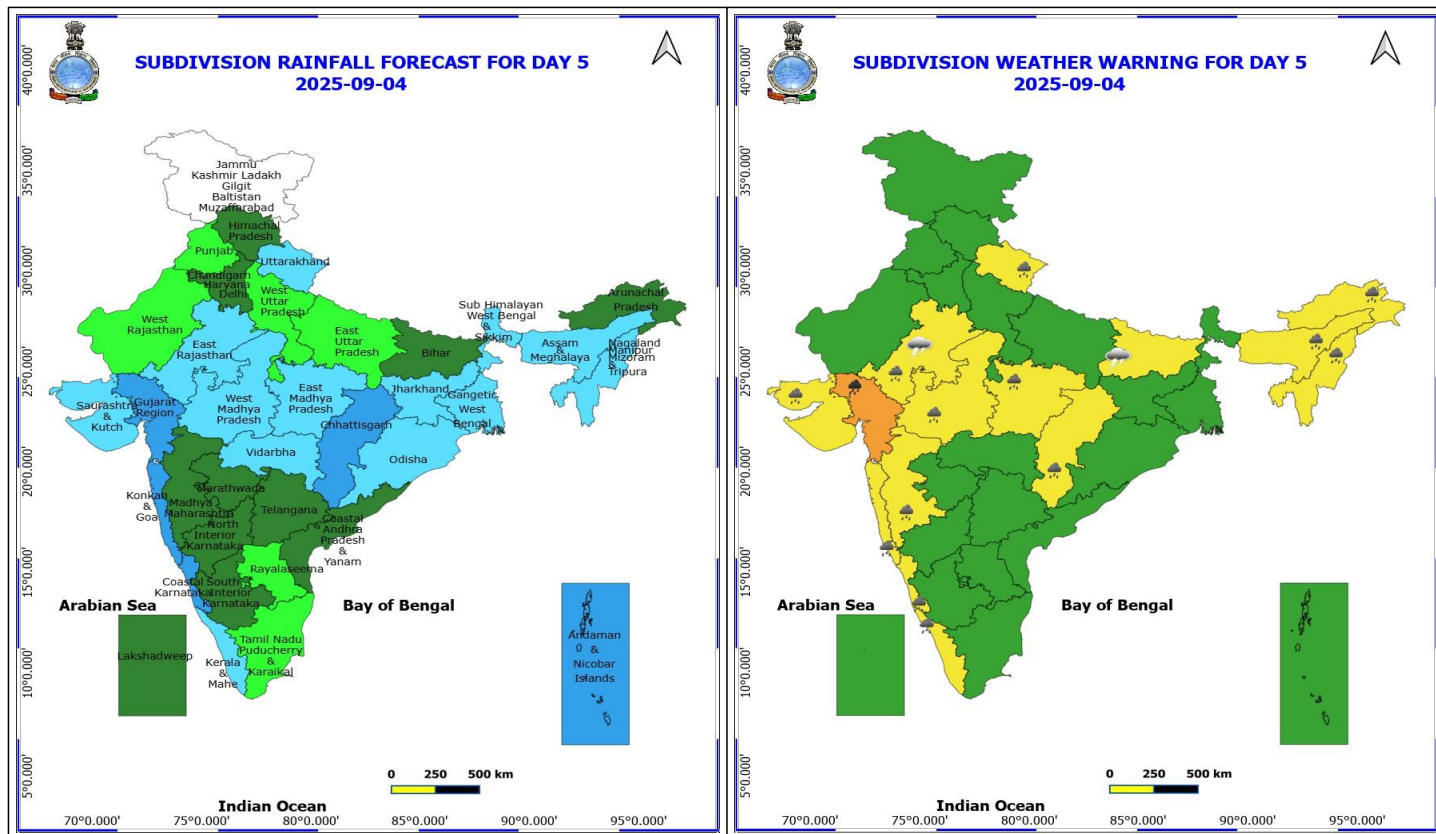 SUBDIVISION RAINFALL FORECAST FOR DAY 5
2025-09-04
40°0.000'
35°0.000'
30°0.000'
25°0.000'
20°0.000'
15°0.000'
10°0.000'
5°0.000'
Jammu
Kashmir Ladakh
Gilgit
Baltistan
Muzaffarabad
Himachal
Pradesh
Punjab
Uttarakhand
Chandigarh
Haryana
Delhi
West
Uttar
Pradesh
West
Rajasthan
East
Rajasthan
East
Uttar
Pradesh
Bihar
Sub Himalayan
West Bengal
&
Sikkim
Arunachal
Pradesh
Assam
&
Meghalaya
Nagaland
Manipur
Mizoram
&
Tripura
Saurashtra
&
Kutch
Gujarat
Region
West
Madhya
Pradesh
East
Madhya
Pradesh
Jharkhand
Gangetic
West
Bengal
Chhattisgarh
Vidarbha
Odisha
Konkan
&
Goa
Madhya
Maharashtra
Marathwada
North
Interior
Karnataka
Telangana
Coastal
Andhra
Pradesh
&
Yanam
Rayalaseema
Coastal
Karnataka
South
Interior
Karnataka
Arabian Sea
Bay of Bengal
Lakshadweep
Kerala
&
Mahe
Tamil Nadu
Puducherry
&
Karaikal
Andaman
&
Nicobar
Islands
0 250 500 km
Indian Ocean
70°0.000' 75°0.000' 80°0.000' 85°0.000' 90°0.000' 95°0.000'
SUBDIVISION WEATHER WARNING FOR DAY 5
2025-09-04
40°0.000'
35°0.000'
30°0.000'
25°0.000'
20°0.000'
15°0.000'
10°0.000'
5°0.000'
Arabian Sea
Bay of Bengal
0 250 500 km
Indian Ocean
70°0.000' 75°0.000' 80°0.000' 85°0.000' 90°0.000' 95°0.000'